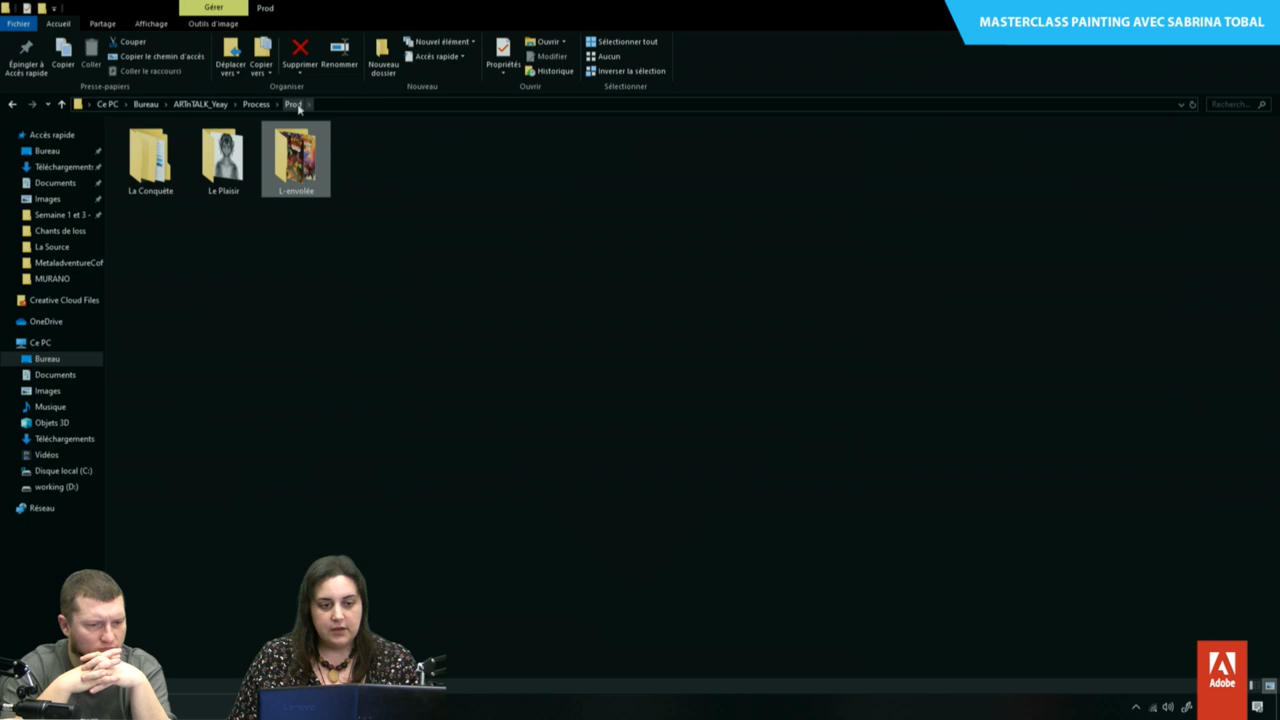 Gérer
Prod
MASTERCLASS PAINTING AVEC SABRINA TOBAL
Fichier
Accueil
Partage
Affichage
Outils d'image
Épingler à Accès rapide
Copier
Coller
Couper
Copier le chemin d'accès
Coller le raccourci
Presse-papiers
Déplacer vers
Copier vers
Supprimer
Renommer
Organiser
Nouveau dossier
Nouvel élément
Accès rapide
Nouveau
Propriétés
Ouvrir
Modifier
Historique
Ouvrir
Sélectionner tout
Aucun
Inverser la sélection
Sélectionner
Ce PC > Bureau > ARTnTALK_Yeay > Process > Prod >
Recherch...
Accès rapide
Bureau
Téléchargements
Documents
Images
Semaine 1 et 3 -
Chants de loss
La Source
MetaladventureCof
MURANO
Creative Cloud Files
OneDrive
Ce PC
Bureau
Documents
Images
Musique
Objets 3D
Téléchargements
Vidéos
Disque local (C:)
working (D:)
Réseau
La Conquête
Le Plaisir
L-envolée
Lenovo
Adobe